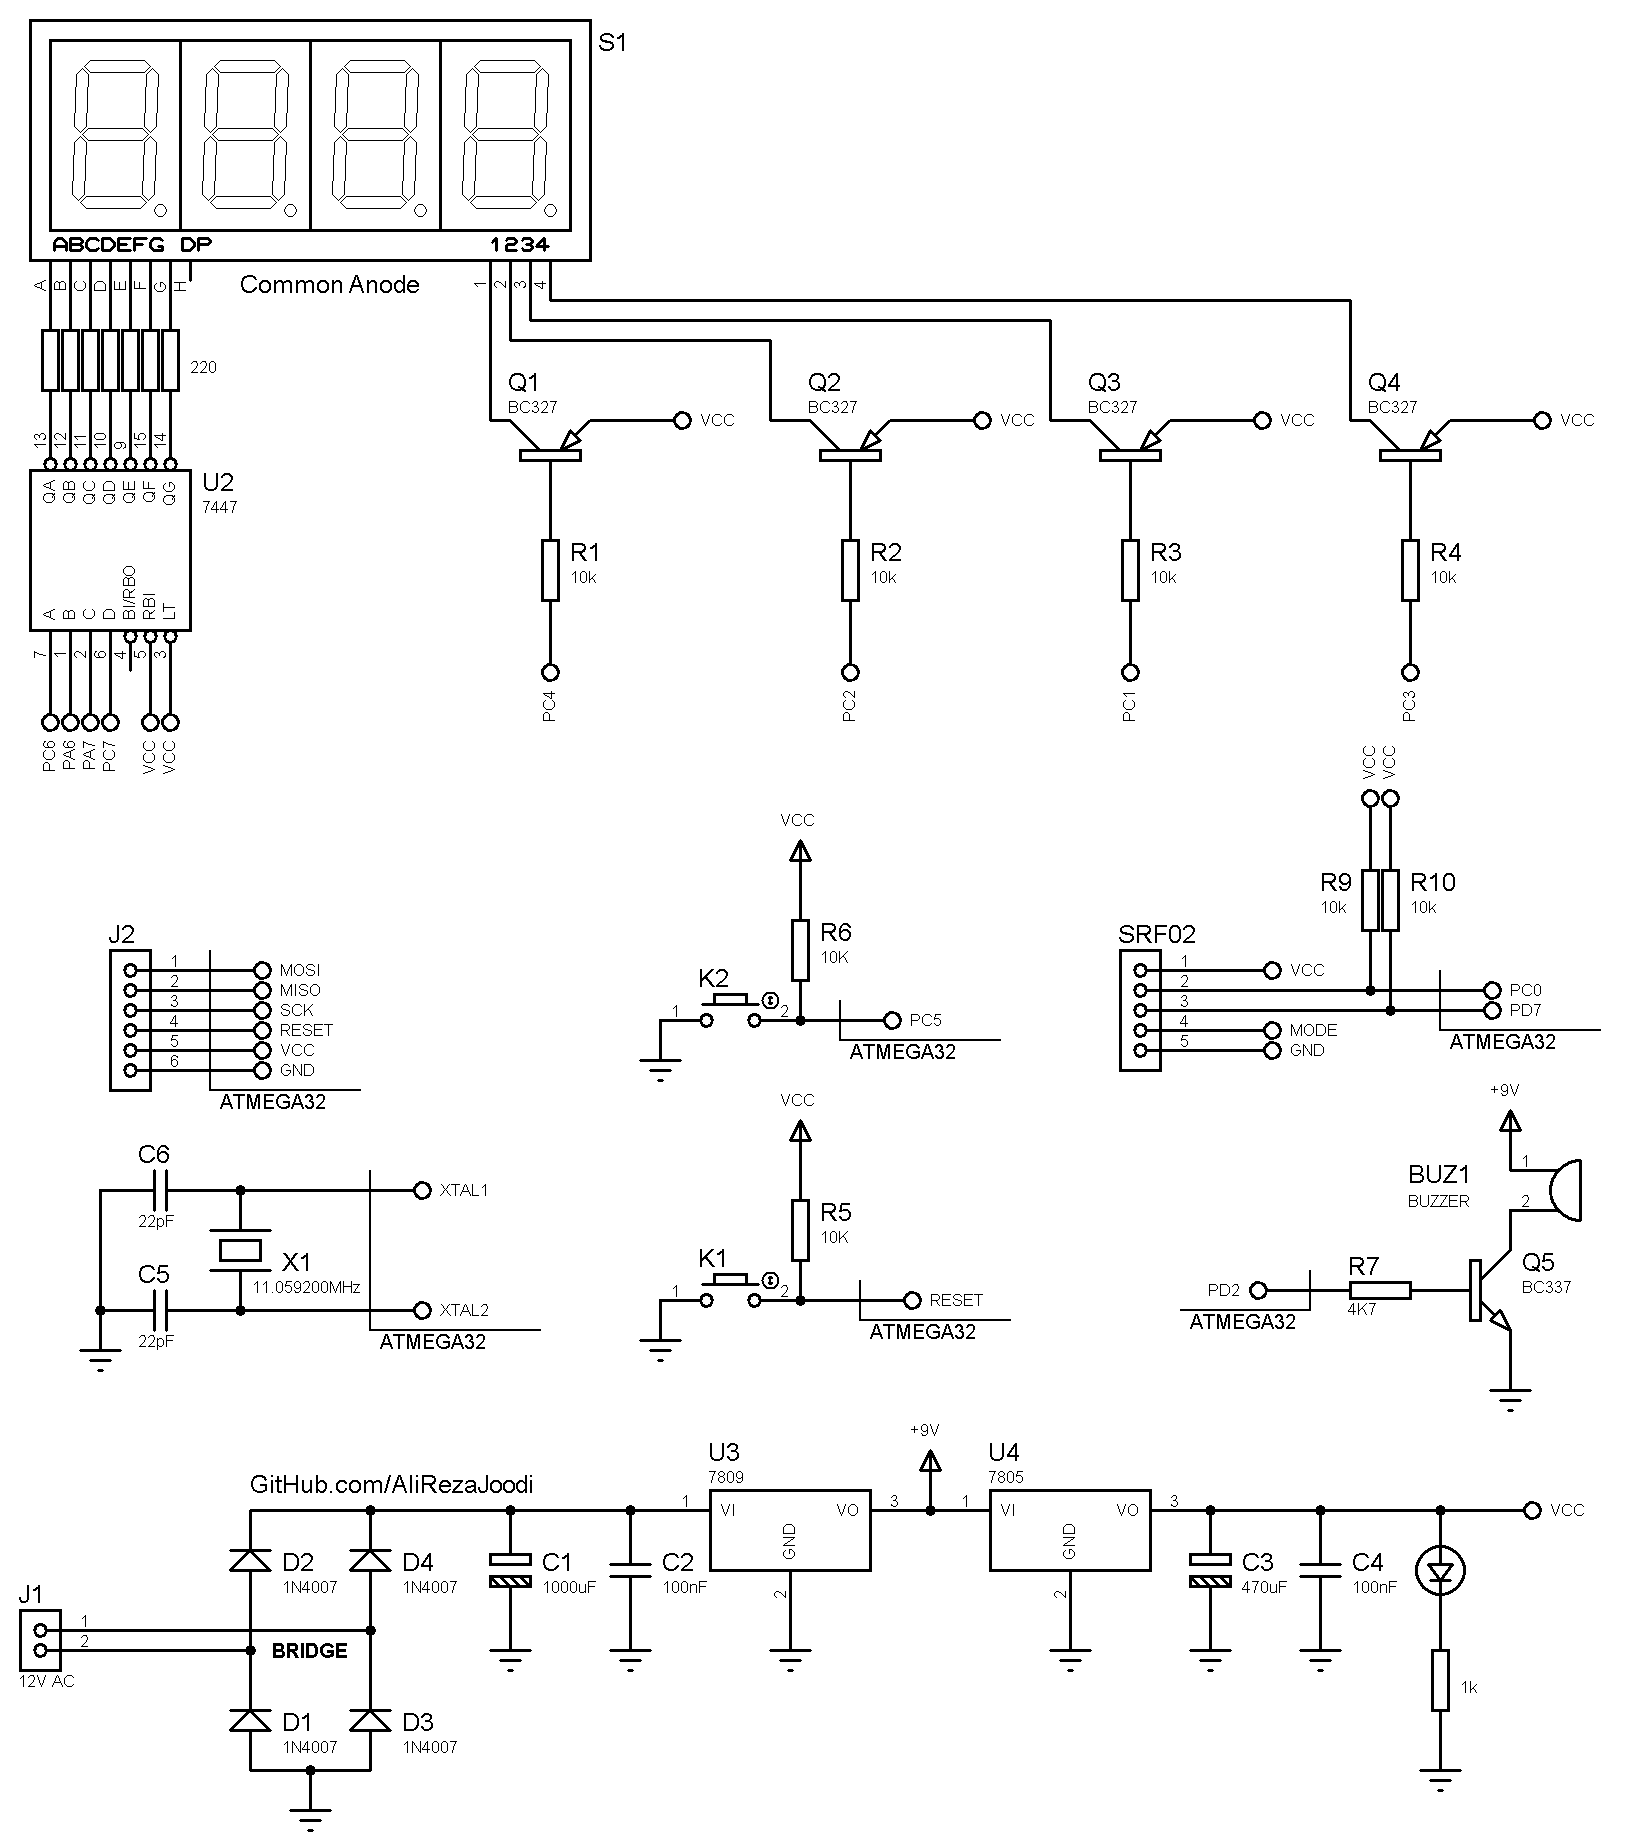 S1
ABCDEFG DP
1234
A B C D E F G H
Common Anode
1 2 3 4
220
13 12 11 10 9 15 14
QA QB QC QD QE QF QG
U2
7447
A B C D BI/RBO RBI LT
7 1 2 6 4 5 3
PC6 PA6 PA7 PC7 VCC VCC
Q1
BC327
VCC
R1
10k
PC4
Q2
BC327
VCC
R2
10k
PC2
Q3
BC327
VCC
R3
10k
PC1
Q4
BC327
VCC
R4
10k
PC3
J2
1 MOSI
2 MISO
3 SCK
4 RESET
5 VCC
6 GND
ATMEGA32
VCC
R6
10K
K2
1 2 PC5
ATMEGA32
VCC VCC
R9 R10
10k 10k
SRF02
1 VCC
2 PC0
3 PD7
4 MODE
5 GND
ATMEGA32
C6
22pF
XTAL1
X1
11.059200MHz
C5
22pF
XTAL2
ATMEGA32
VCC
R5
10K
K1
1 2 RESET
ATMEGA32
+9V
BUZ1
BUZZER
1
2
Q5
BC337
R7
4K7
PD2
ATMEGA32
GitHub.com/AliRezaJoodi
J1
1
2
12V AC
BRIDGE
D2
1N4007
D4
1N4007
D1
1N4007
D3
1N4007
C1
1000uF
C2
100nF
U3
7809
1 VI VO 3
GND
2
+9V
U4
7805
1 VI VO 3
GND
2
C3
470uF
C4
100nF
VCC
1k